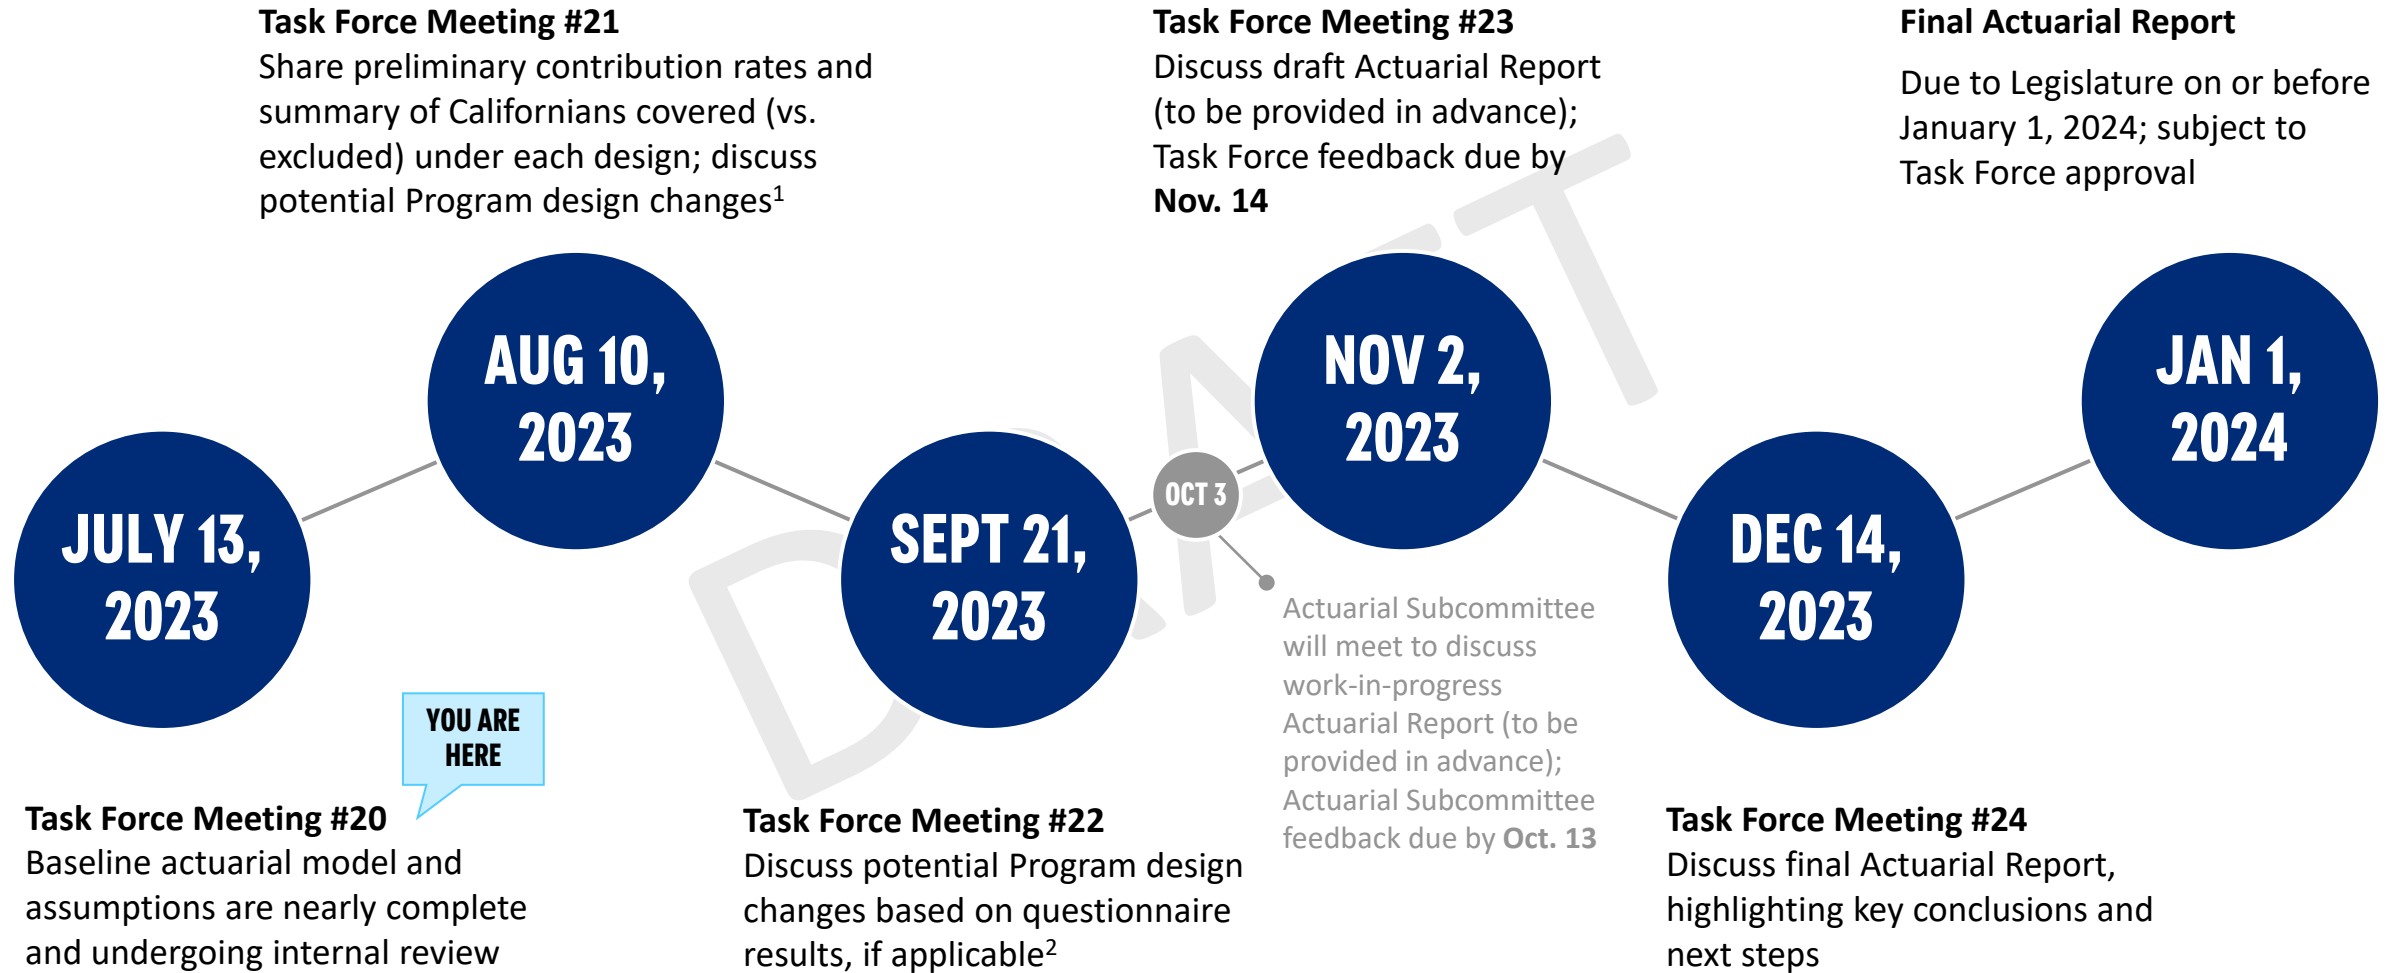 Task Force Meeting #21
Share preliminary contribution rates and
summary of Californians covered (vs.
excluded) under each design; discuss
potential Program design changes¹
Task Force Meeting #23
Discuss draft Actuarial Report
(to be provided in advance);
Task Force feedback due by
Nov. 14
Final Actuarial Report
Due to Legislature on or before
January 1, 2024; subject to
Task Force approval
JULY 13,
2023
AUG 10,
2023
SEPT 21,
2023
OCT 3
NOV 2,
2023
DEC 14,
2023
JAN 1,
2024
DRAFT
YOU ARE
HERE
Task Force Meeting #20
Baseline actuarial model and
assumptions are nearly complete
and undergoing internal review
Task Force Meeting #22
Discuss potential Program design
changes based on questionnaire
results, if applicable²
Actuarial Subcommittee
will meet to discuss
work-in-progress
Actuarial Report (to be
provided in advance);
Actuarial Subcommittee
feedback due by Oct. 13
Task Force Meeting #24
Discuss final Actuarial Report,
highlighting key conclusions and
next steps